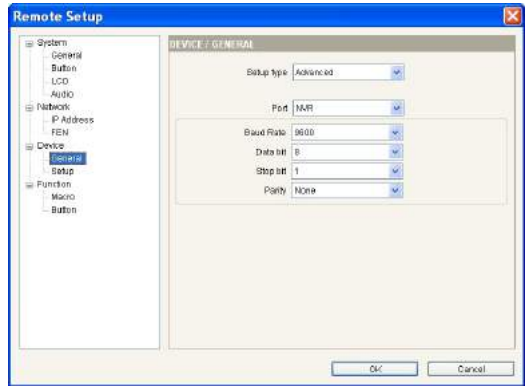 Remote Setup
System
General
Button
LCD
Audio
Network
IP Address
FEN
Device
General
Setup
Function
Macro
Button
DEVICE / GENERAL
Setup type Advanced
Port NVR
Baud Rate 9600
Data bit 8
Stop bit 1
Parity None
OK Cancel